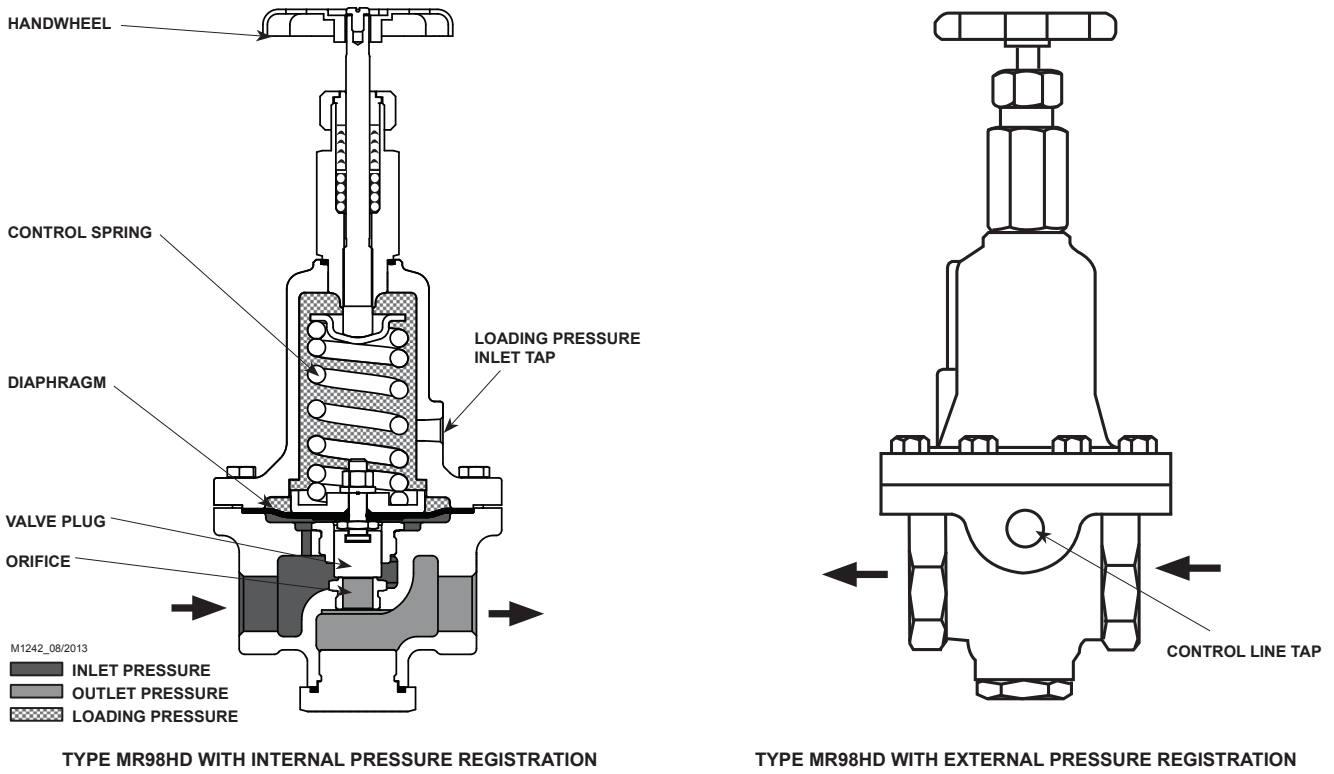 HANDWHEEL
CONTROL SPRING
LOADING PRESSURE
INLET TAP
DIAPHRAGM
VALVE PLUG
ORIFICE
M1242_08/2013
INLET PRESSURE
OUTLET PRESSURE
LOADING PRESSURE
TYPE MR98HD WITH INTERNAL PRESSURE REGISTRATION
CONTROL LINE TAP
TYPE MR98HD WITH EXTERNAL PRESSURE REGISTRATION